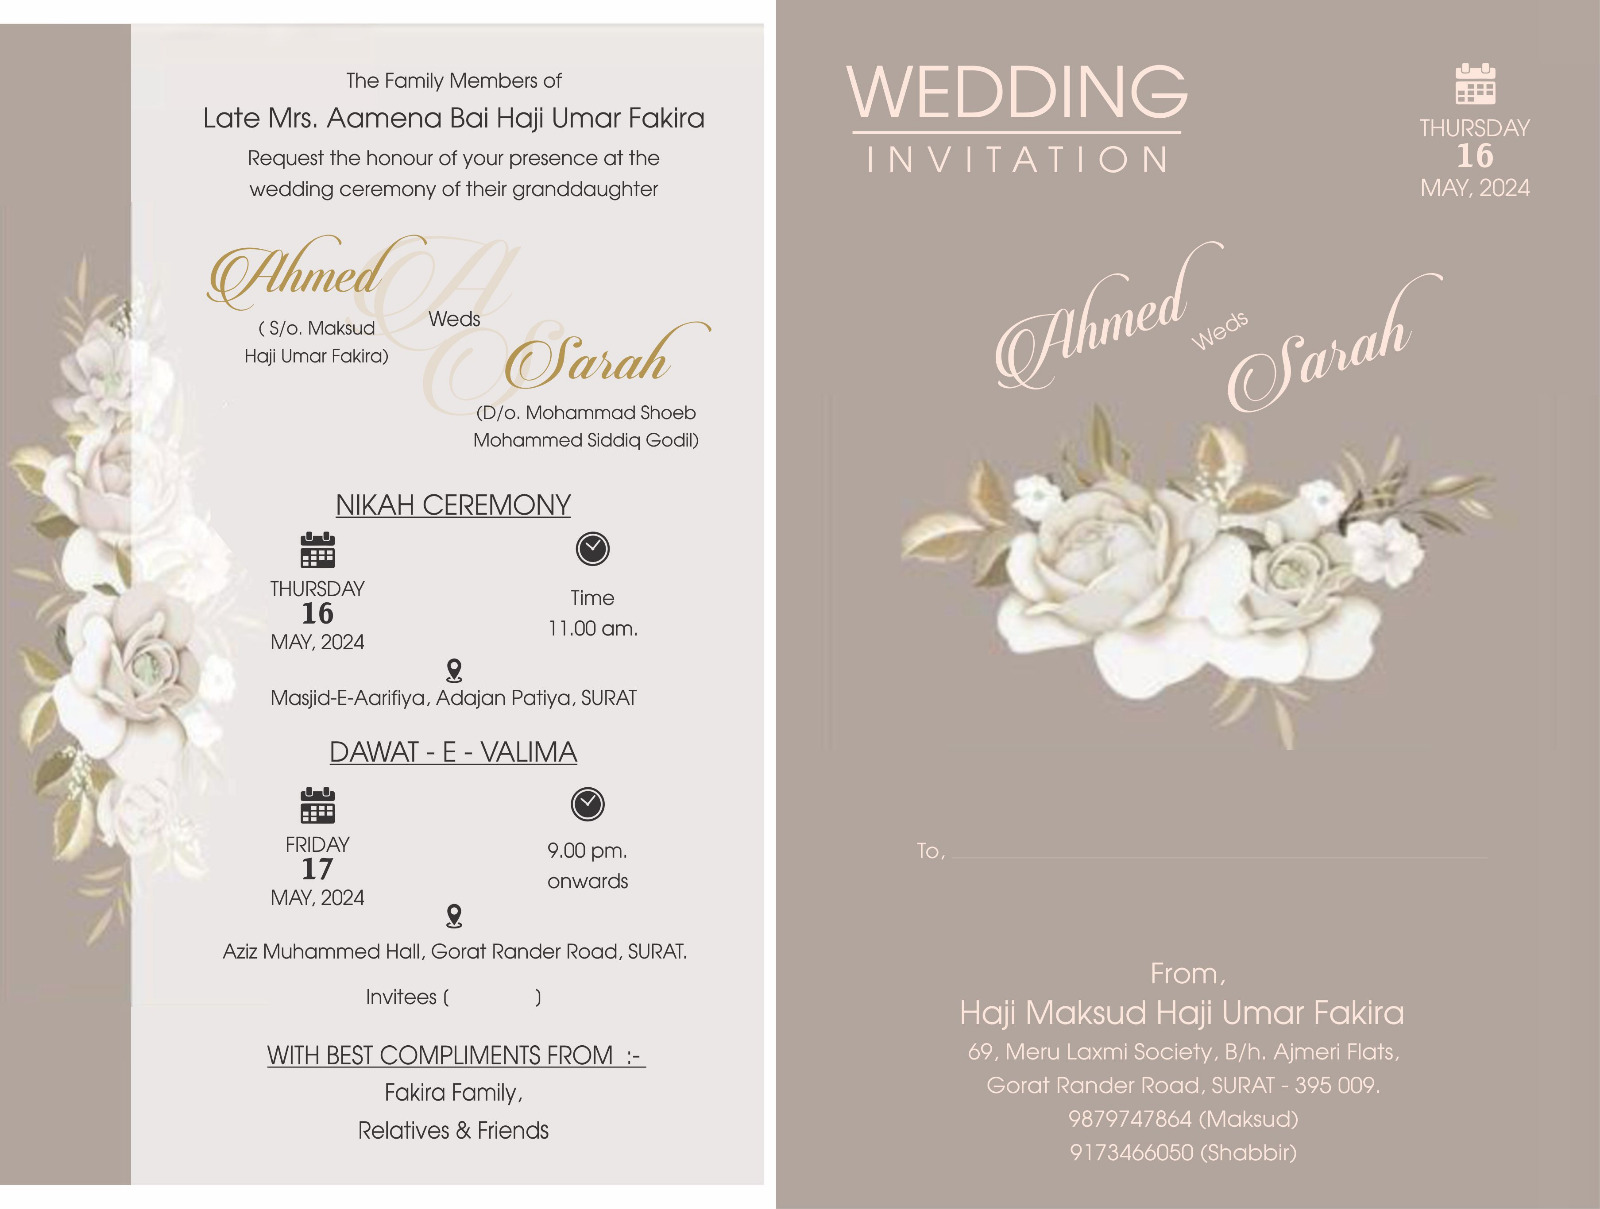 The Family Members of
Late Mrs. Aamena Bai Haji Umar Fakira
Request the honour of your presence at the
wedding ceremony of their granddaughter
A
S
Ahmed
( S/o. Maksud
Haji Umar Fakira)
Weds
Sarah
(D/o. Mohammad Shoeb
Mohammed Siddiq Godil)
NIKAH CEREMONY
THURSDAY
16
MAY, 2024
Time
11.00 am.
Masjid-E-Aarifiya, Adajan Patiya, SURAT
DAWAT - E - VALIMA
FRIDAY
17
MAY, 2024
9.00 pm.
onwards
Aziz Muhammed Hall, Gorat Rander Road, SURAT.
Invitees (              )
WITH BEST COMPLIMENTS FROM  :-
Fakira Family,
Relatives & Friends
WEDDING
INVITATION
THURSDAY
16
MAY, 2024
Ahmed
Weds
Sarah
To,
From,
Haji Maksud Haji Umar Fakira
69, Meru Laxmi Society, B/h. Ajmeri Flats,
Gorat Rander Road, SURAT - 395 009.
9879747864 (Maksud)
9173466050 (Shabbir)